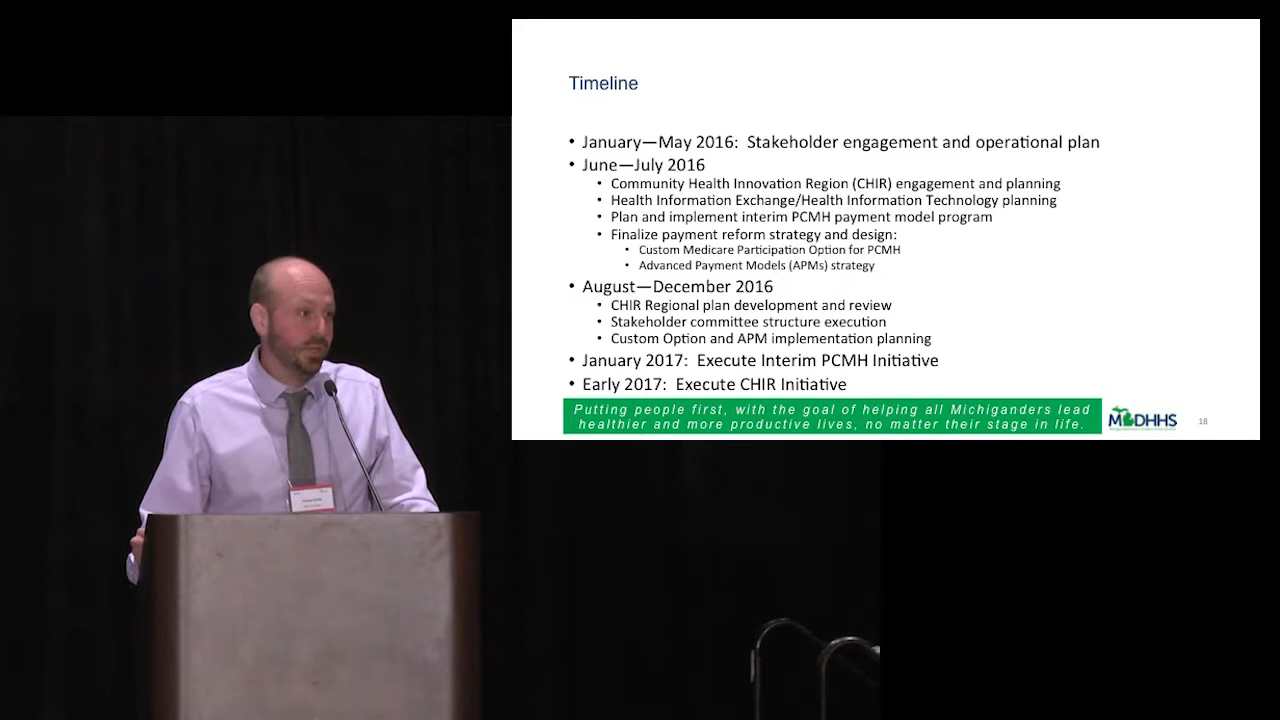 Timeline
• January—May 2016: Stakeholder engagement and operational plan
• June—July 2016
• Community Health Innovation Region (CHIR) engagement and planning
• Health Information Exchange/Health Information Technology planning
• Plan and implement interim PCMH payment model program
• Finalize payment reform strategy and design:
• Custom Medicare Participation Option for PCMH
• Advanced Payment Models (APMs) strategy
• August—December 2016
• CHIR Regional plan development and review
• Stakeholder committee structure execution
• Custom Option and APM implementation planning
• January 2017: Execute Interim PCMH Initiative
• Early 2017: Execute CHIR Initiative
Putting people first, with the goal of helping all Michiganders lead
healthier and more productive lives, no matter their stage in life.
MDHHS
18